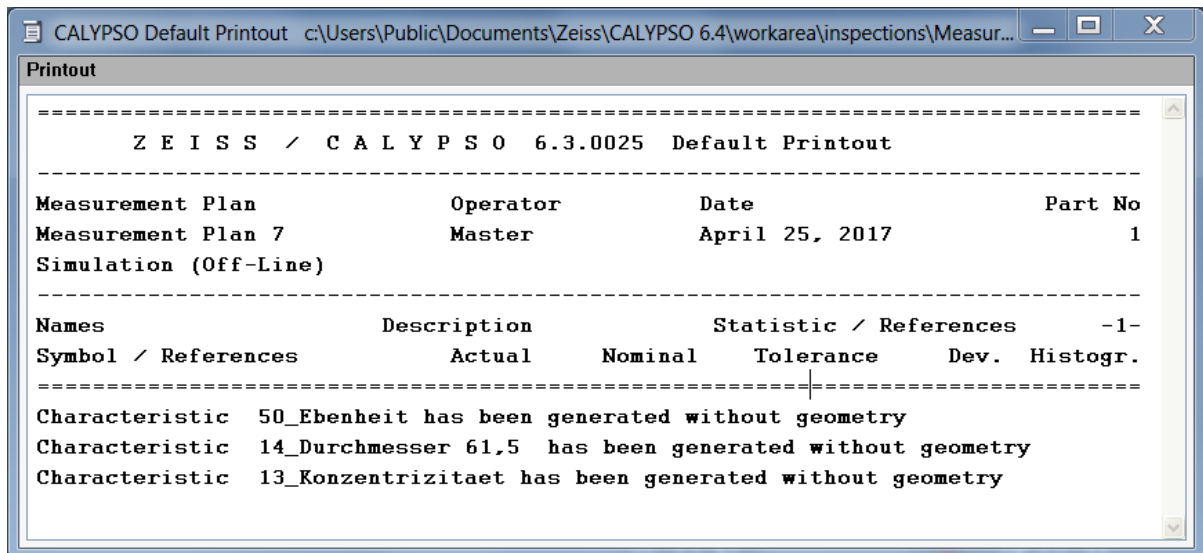 CALYPSO Default Printout c:\Users\Public\Documents\Zeiss\CALYPSO 6.4\workarea\inspections\Measur...
Printout
================================================================================
Z E I S S / C A L Y P S O 6.3.0025 Default Printout
--------------------------------------------------------------------------------
Measurement Plan Operator Date Part No
Measurement Plan 7 Master April 25, 2017 1
Simulation (Off-Line)
--------------------------------------------------------------------------------
Names Description Statistic / References -1-
Symbol / References Actual Nominal Tolerance Dev. Histogr.
================================================================================
Characteristic 50_Ebenheit has been generated without geometry
Characteristic 14_Durchmesser 61,5 has been generated without geometry
Characteristic 13_Konzentrizitaet has been generated without geometry